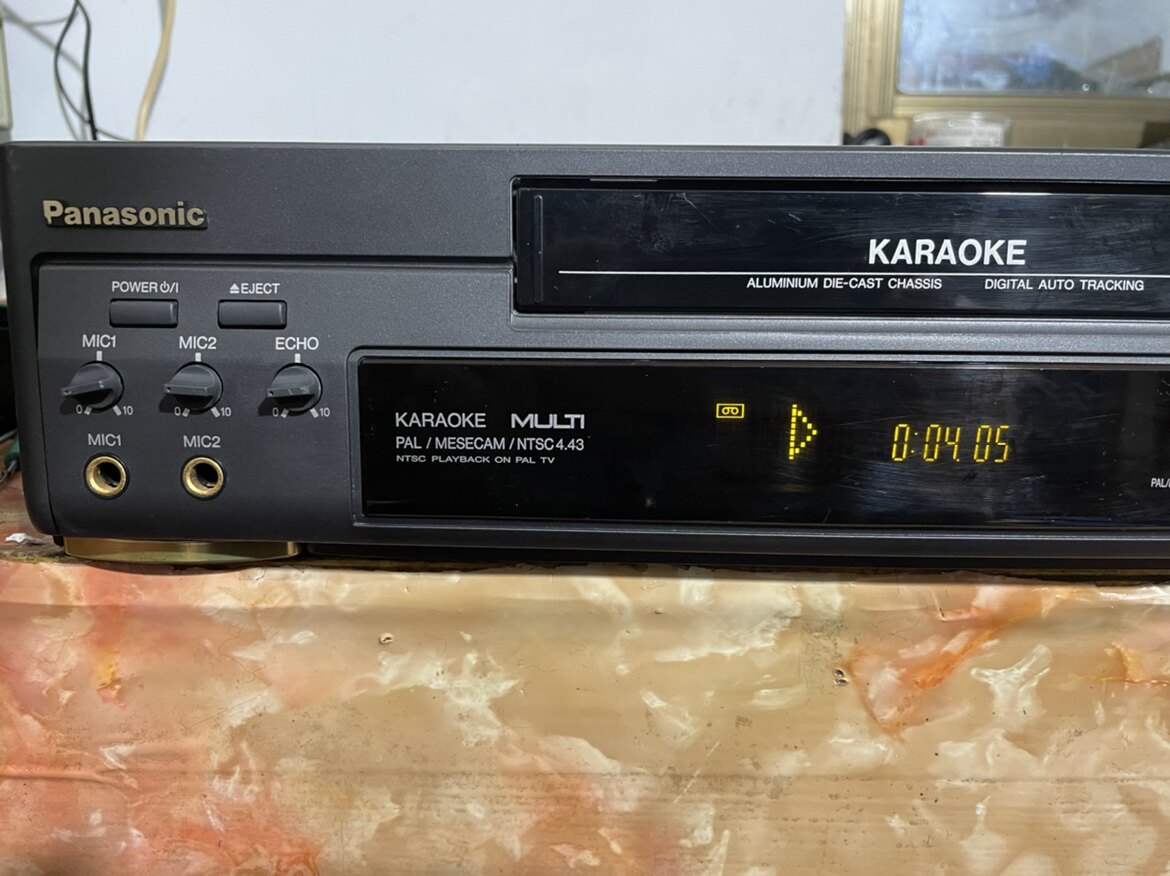 Panasonic
POWER ⏻/I
⏏EJECT
KARAOKE
ALUMINIUM DIE-CAST CHASSIS DIGITAL AUTO TRACKING
MIC1 MIC2 ECHO
0 10 0 10 0 10
MIC1 MIC2
KARAOKE MULTI
PAL / MESECAM / NTSC 4.43
NTSC PLAYBACK ON PAL TV
0:04.05
PAL/